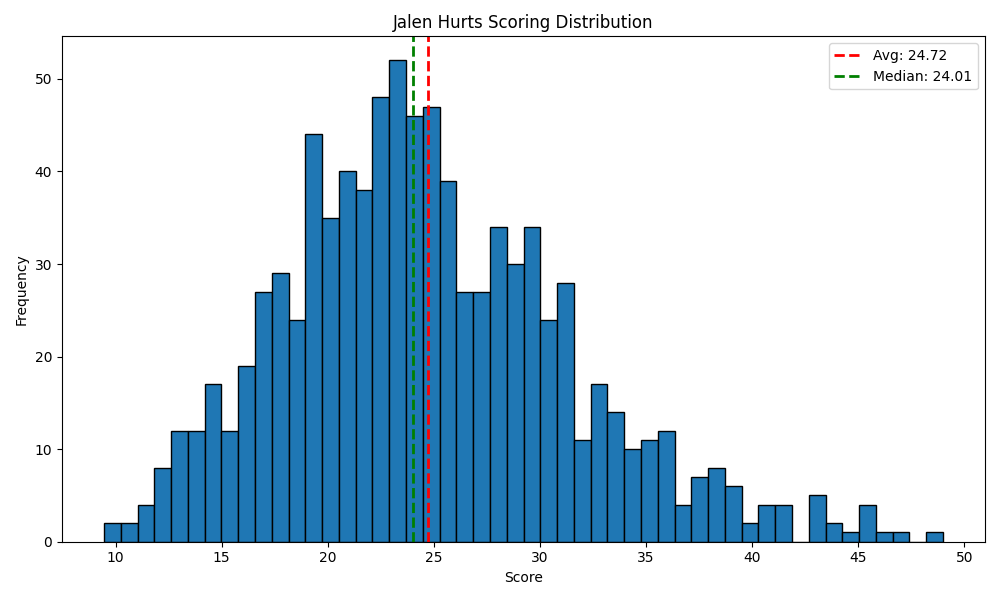 Jalen Hurts Scoring Distribution
Avg: 24.72
Median: 24.01
Frequency
50
40
30
20
10
0
10 15 20 25 30 35 40 45 50
Score